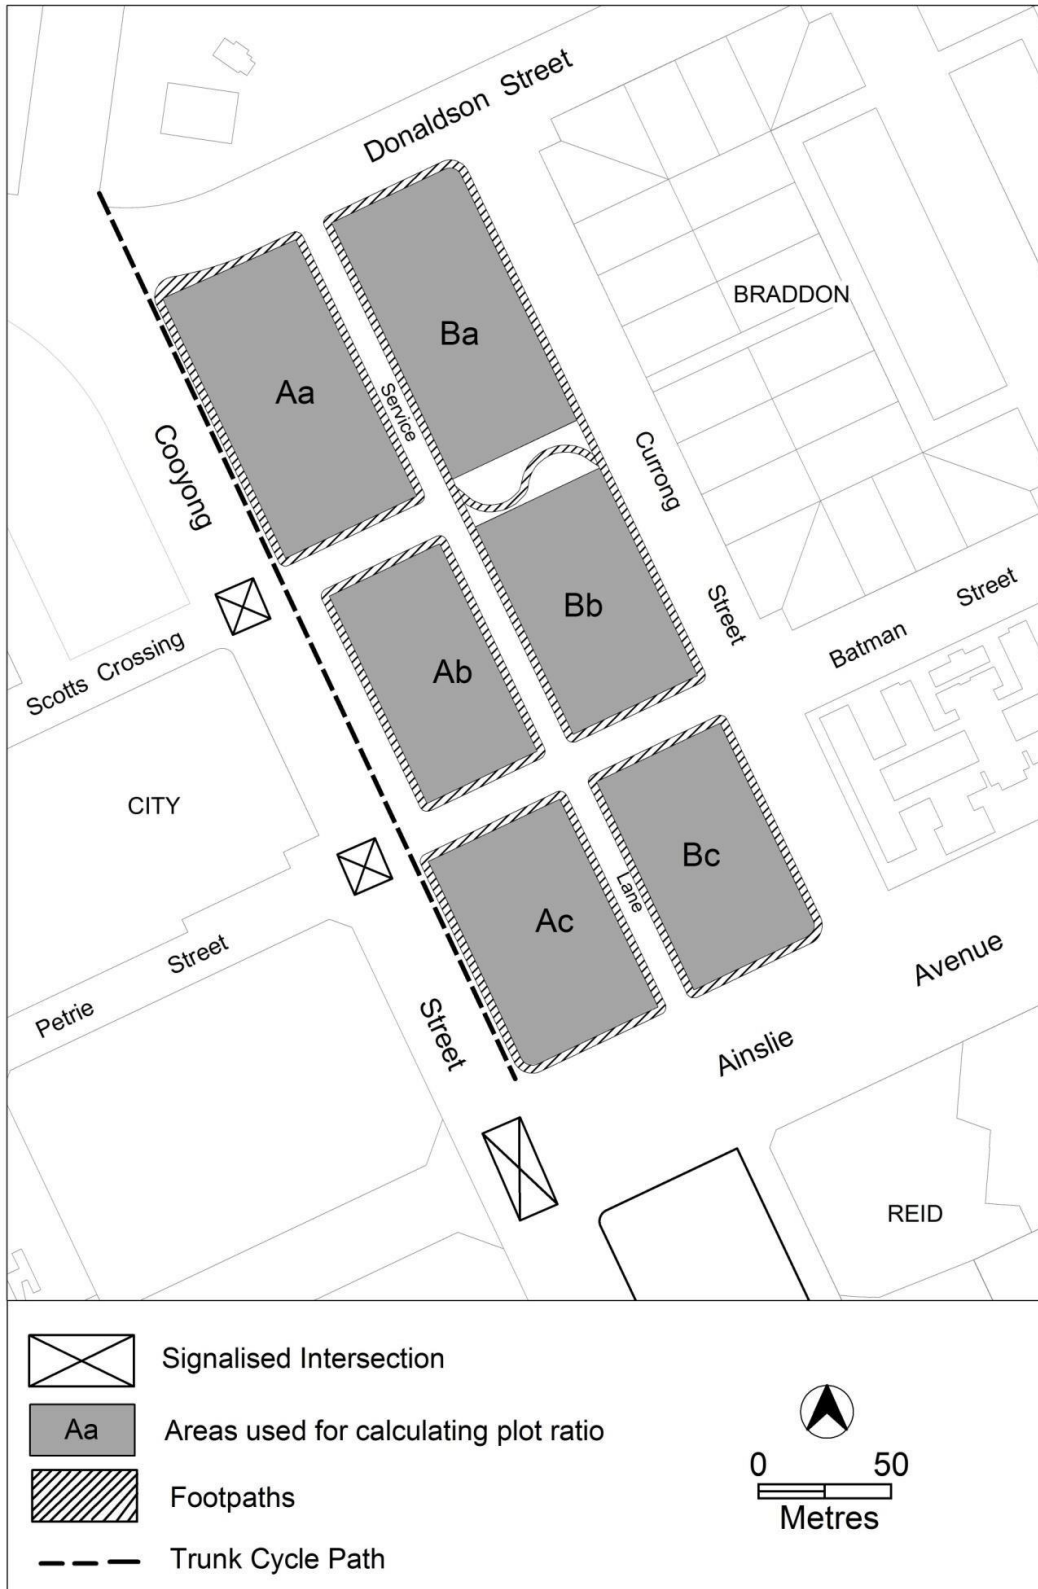 Donaldson Street
BRADDON
Ba
Aa
Service
Cooyong
Currong
Bb
Street
Batman Street
Scotts Crossing
Ab
CITY
Bc
Lane
Ac
Petrie Street
Avenue
Street
Ainslie
REID
Signalised Intersection
Aa Areas used for calculating plot ratio
Footpaths
Trunk Cycle Path
0 50
Metres